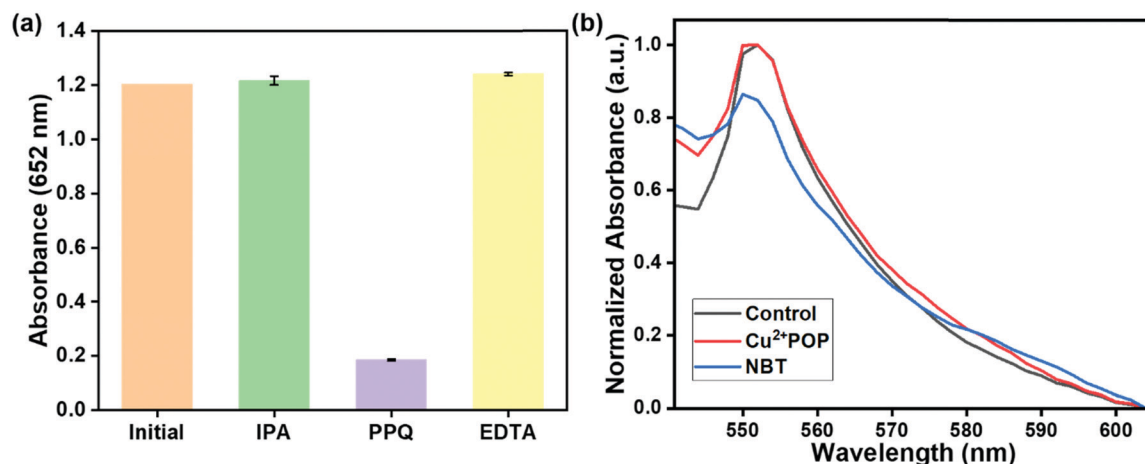 (a)
Absorbance (652 nm)
1.4
1.2
1.0
0.8
0.6
0.4
0.2
0.0
Initial IPA PPQ EDTA
(b)
Normalized Absorbance (a.u.)
1.0
0.8
0.6
0.4
0.2
0.0
Control
Cu²⁺POP
NBT
550 560 570 580 590 600
Wavelength (nm)